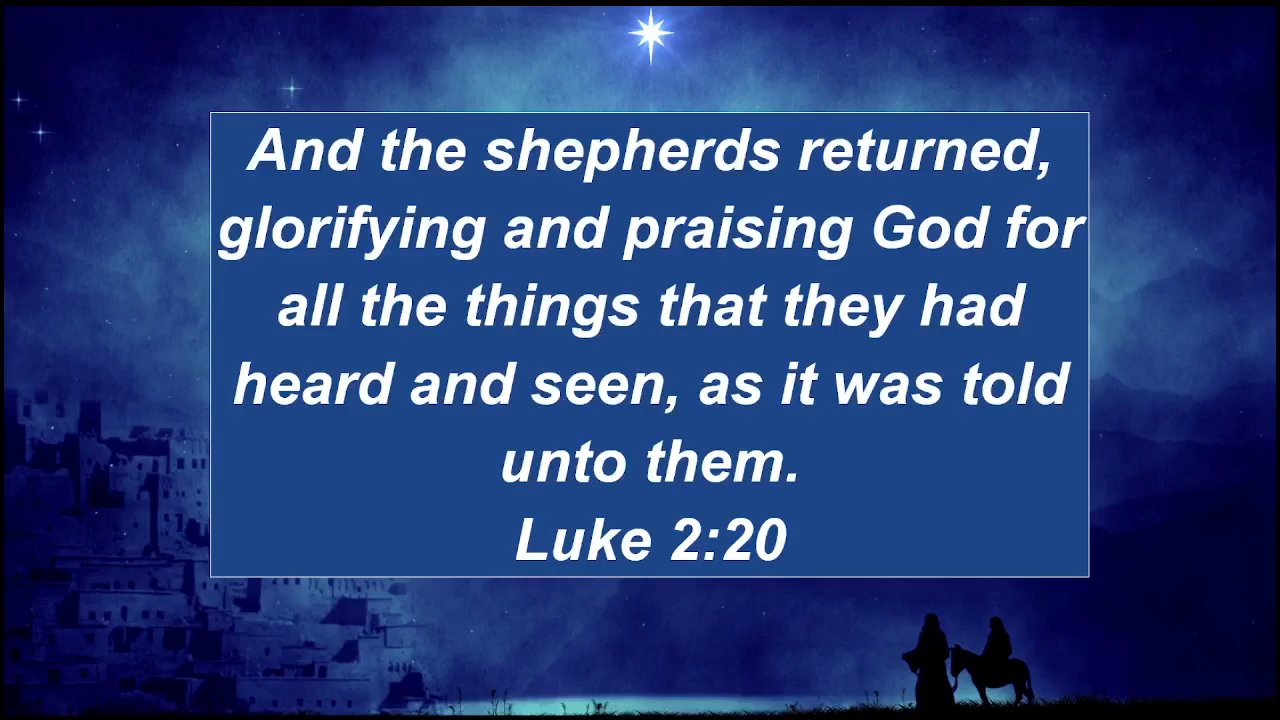 And the shepherds returned,
glorifying and praising God for
all the things that they had
heard and seen, as it was told
unto them.
Luke 2:20